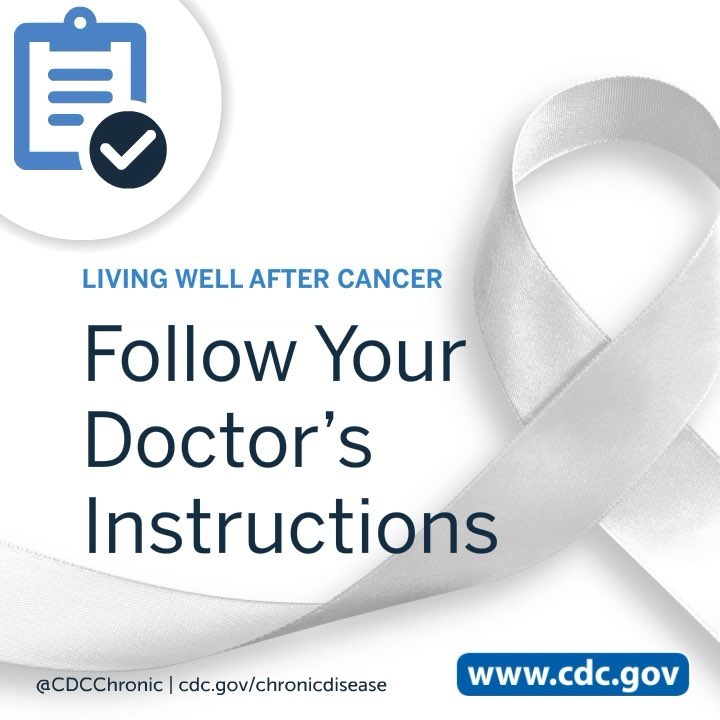 LIVING WELL AFTER CANCER
Follow Your
Doctor’s
Instructions
@CDCChronic | cdc.gov/chronicdisease
www.cdc.gov